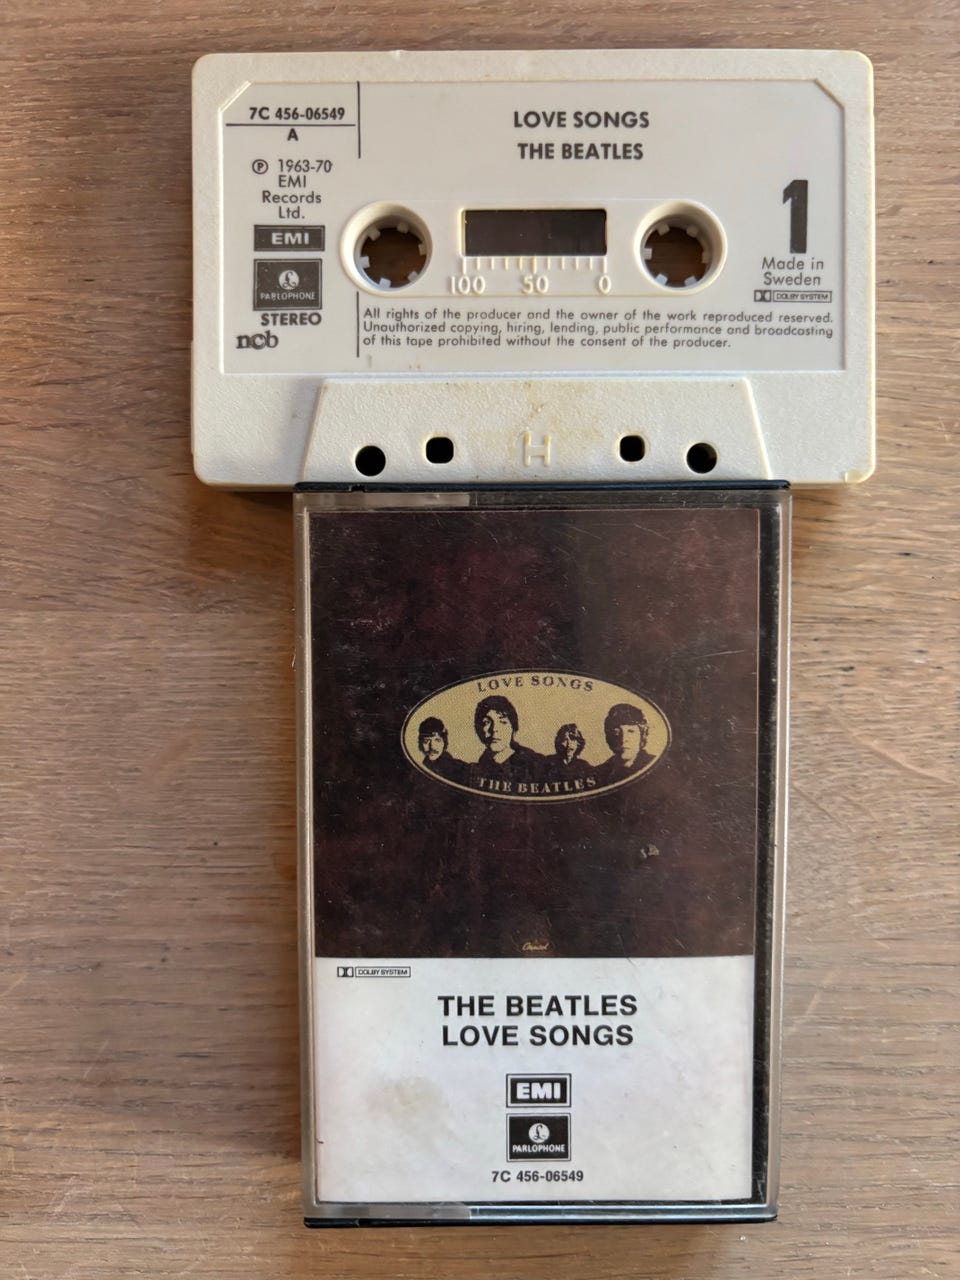 7C 456-06549
A
℗ 1963-70
EMI
Records
Ltd.
EMI
PARLOPHONE
STEREO
ncb
LOVE SONGS
THE BEATLES
1
Made in
Sweden
DOLBY SYSTEM
100 50 0
All rights of the producer and the owner of the work reproduced reserved.
Unauthorized copying, hiring, lending, public performance and broadcasting
of this tape prohibited without the consent of the producer.
H
LOVE SONGS
THE BEATLES
Capitol
DOLBY SYSTEM
THE BEATLES
LOVE SONGS
EMI
PARLOPHONE
7C 456-06549